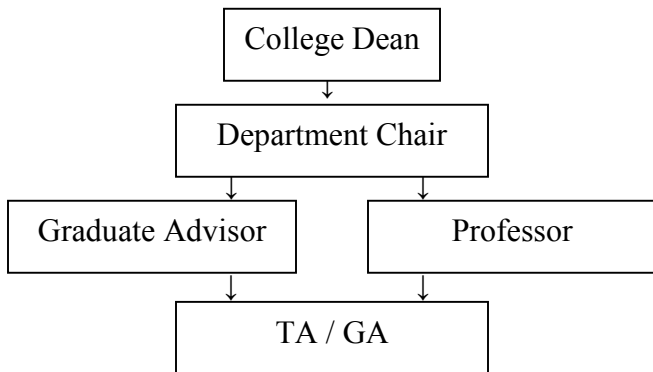 College Dean
Department Chair
Graduate Advisor
Professor
TA / GA